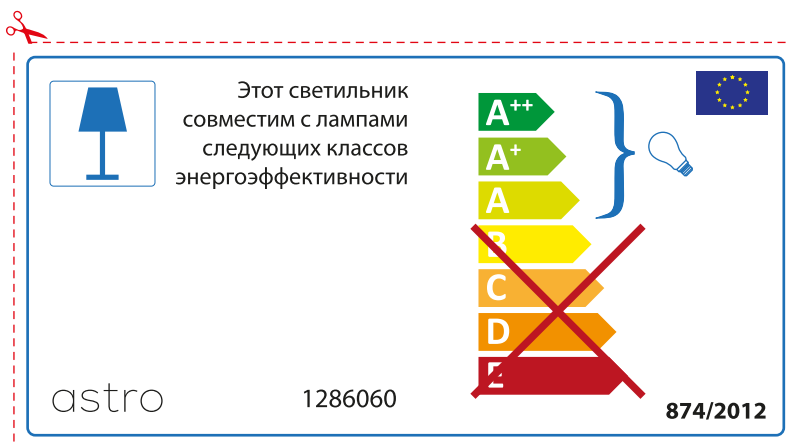 Этот светильник
совместим с лампами
следующих классов
энергоэффективности
A++
A+
A
B
C
D
E
astro
1286060
874/2012